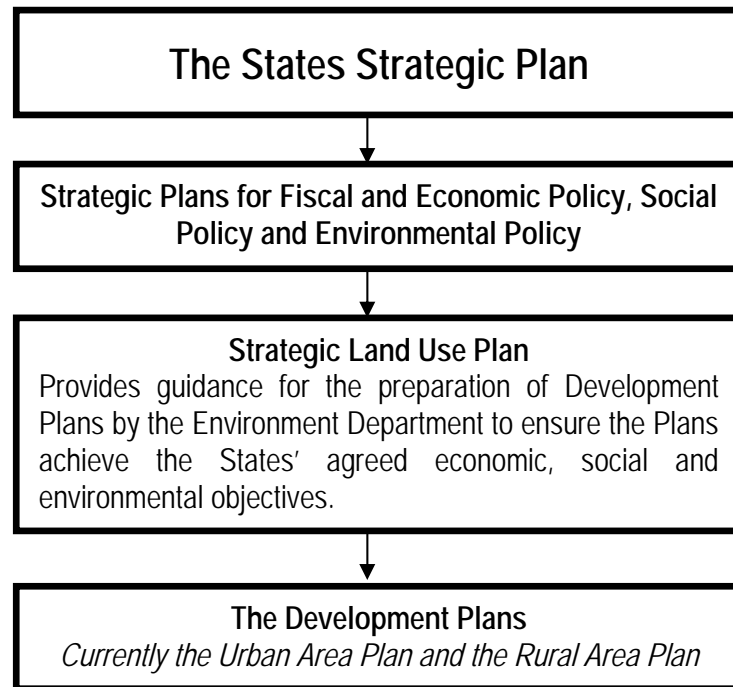 The States Strategic Plan
Strategic Plans for Fiscal and Economic Policy, Social
Policy and Environmental Policy
Strategic Land Use Plan
Provides guidance for the preparation of Development
Plans by the Environment Department to ensure the Plans
achieve the States’ agreed economic, social and
environmental objectives.
The Development Plans
Currently the Urban Area Plan and the Rural Area Plan